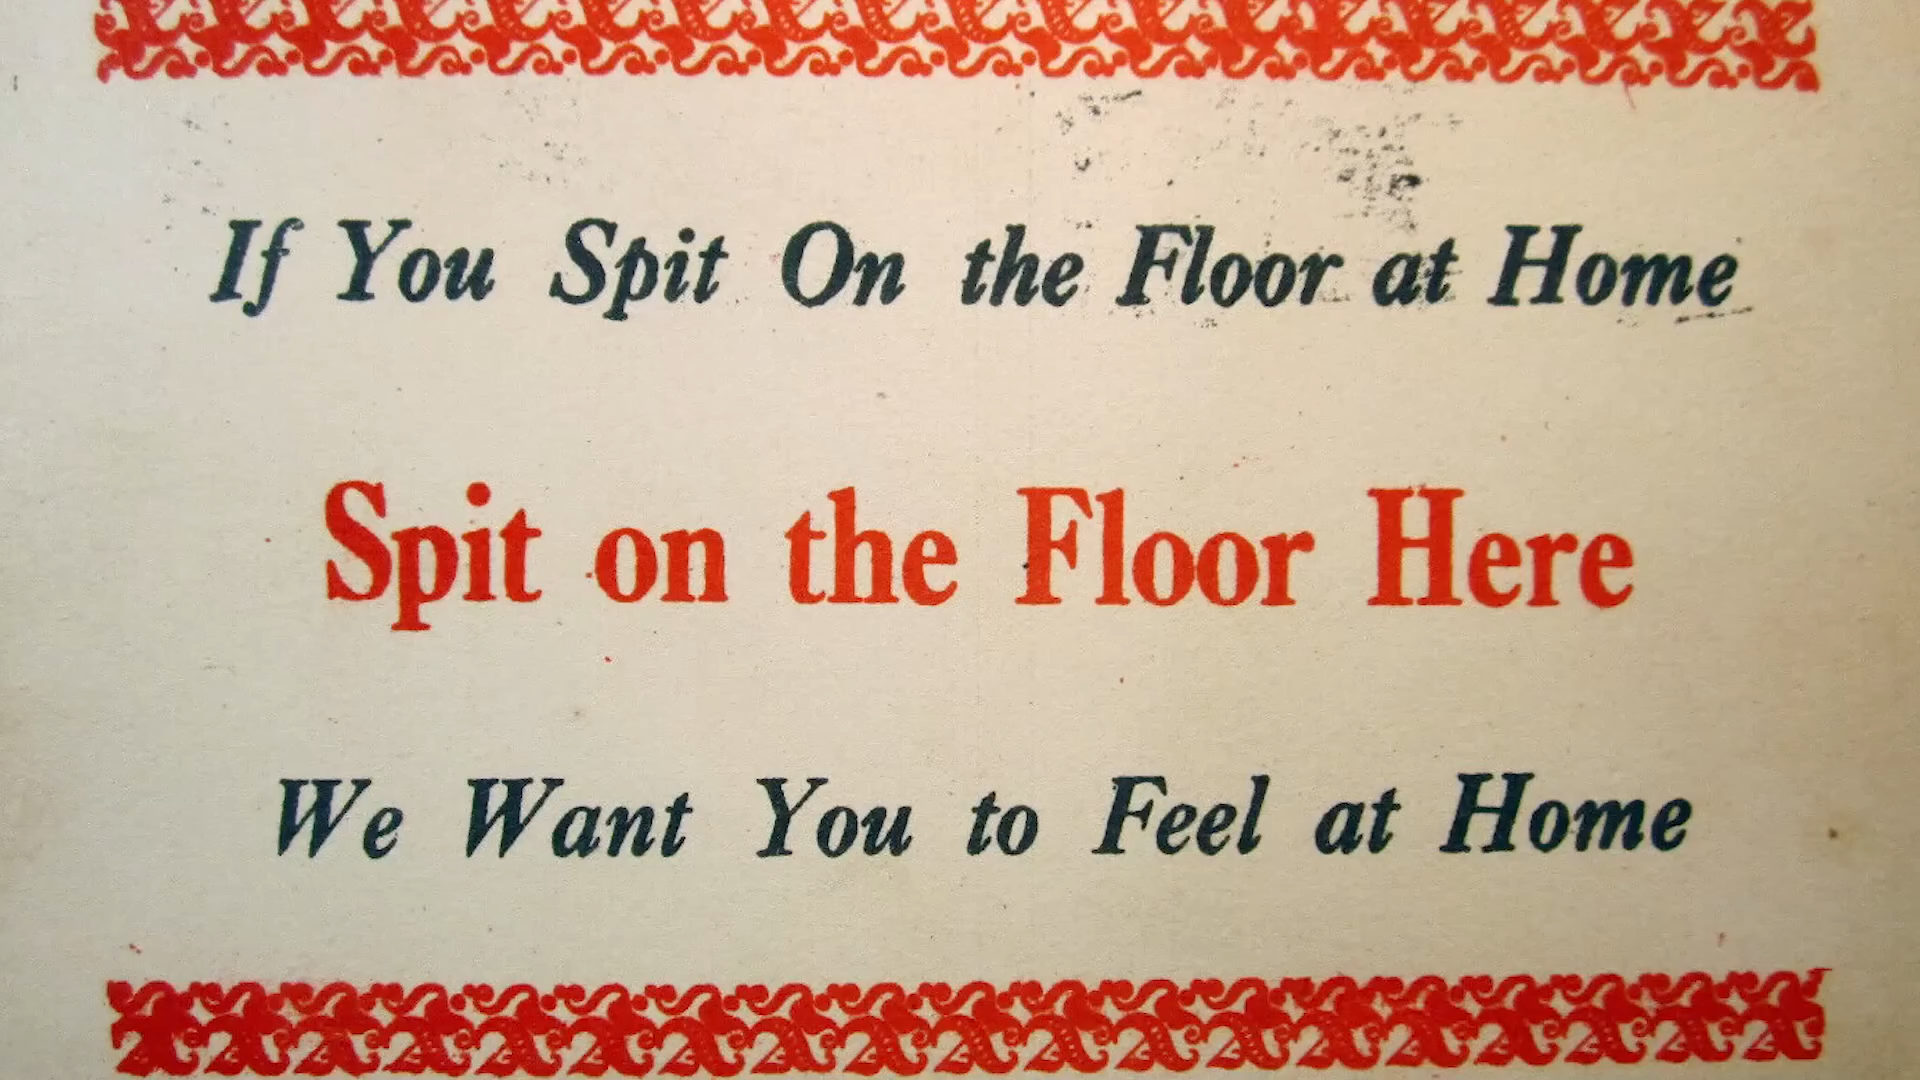 If You Spit On the Floor at Home
Spit on the Floor Here
We Want You to Feel at Home